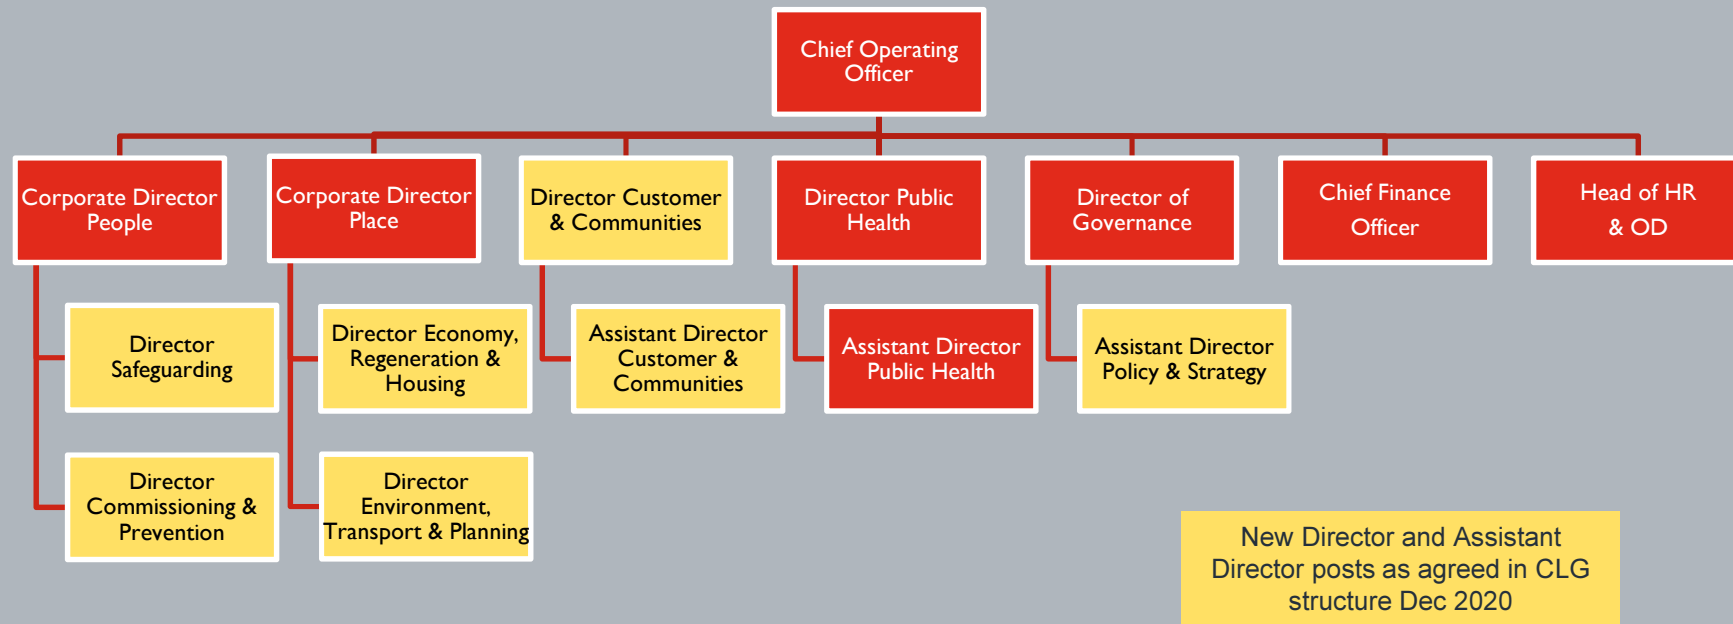 Chief Operating
Officer
Corporate Director
People
Corporate Director
Place
Director Customer
& Communities
Director Public
Health
Director of
Governance
Chief Finance
Officer
Head of HR
& OD
Director
Safeguarding
Director Economy,
Regeneration &
Housing
Assistant Director
Customer &
Communities
Assistant Director
Public Health
Assistant Director
Policy & Strategy
Director
Commissioning &
Prevention
Director
Environment,
Transport & Planning
New Director and Assistant
Director posts as agreed in CLG
structure Dec 2020